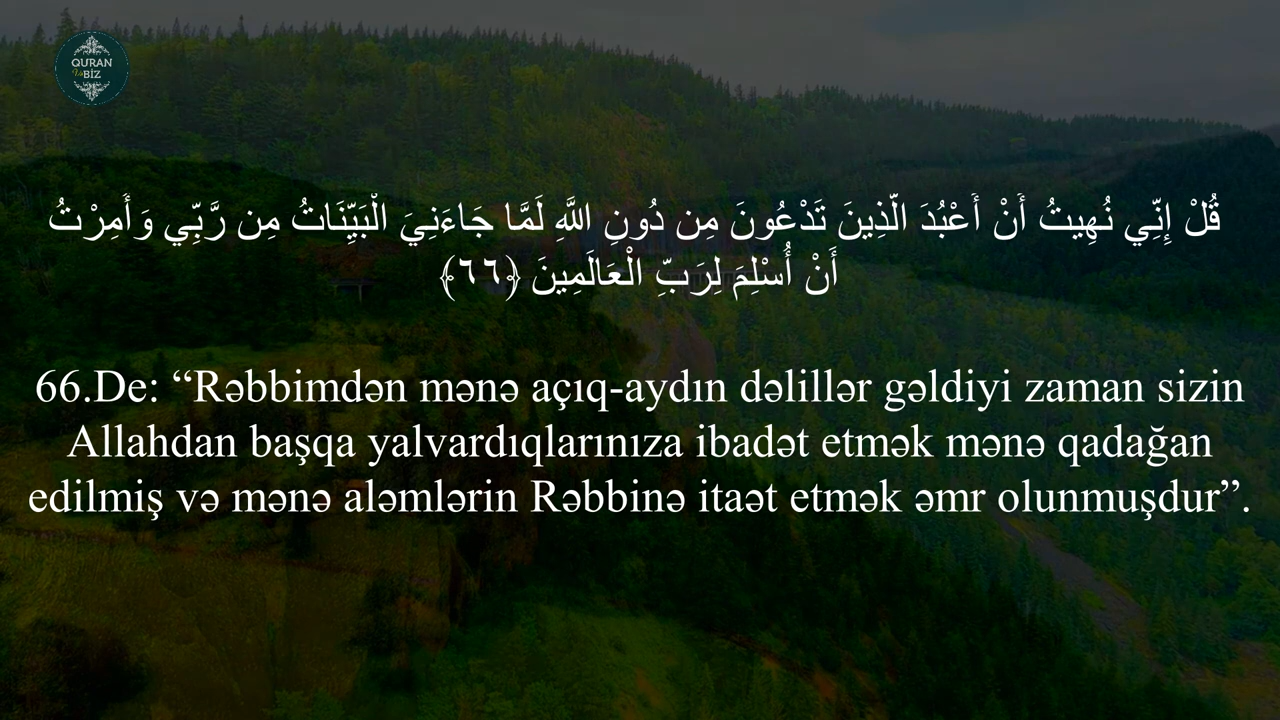 QURAN
Və
BİZ
قُلْ إِنِّي نُهِيتُ أَنْ أَعْبُدَ الَّذِينَ تَدْعُونَ مِن دُونِ اللَّهِ لَمَّا جَاءَنِيَ الْبَيِّنَاتُ مِن رَّبِّي وَأُمِرْتُ
أَنْ أُسْلِمَ لِرَبِّ الْعَالَمِينَ ﴿٦٦﴾
66.De: “Rəbbimdən mənə açıq-aydın dəlillər gəldiyi zaman sizin
Allahdan başqa yalvardıqlarınıza ibadət etmək mənə qadağan
edilmiş və mənə aləmlərin Rəbbinə itaət etmək əmr olunmuşdur”.